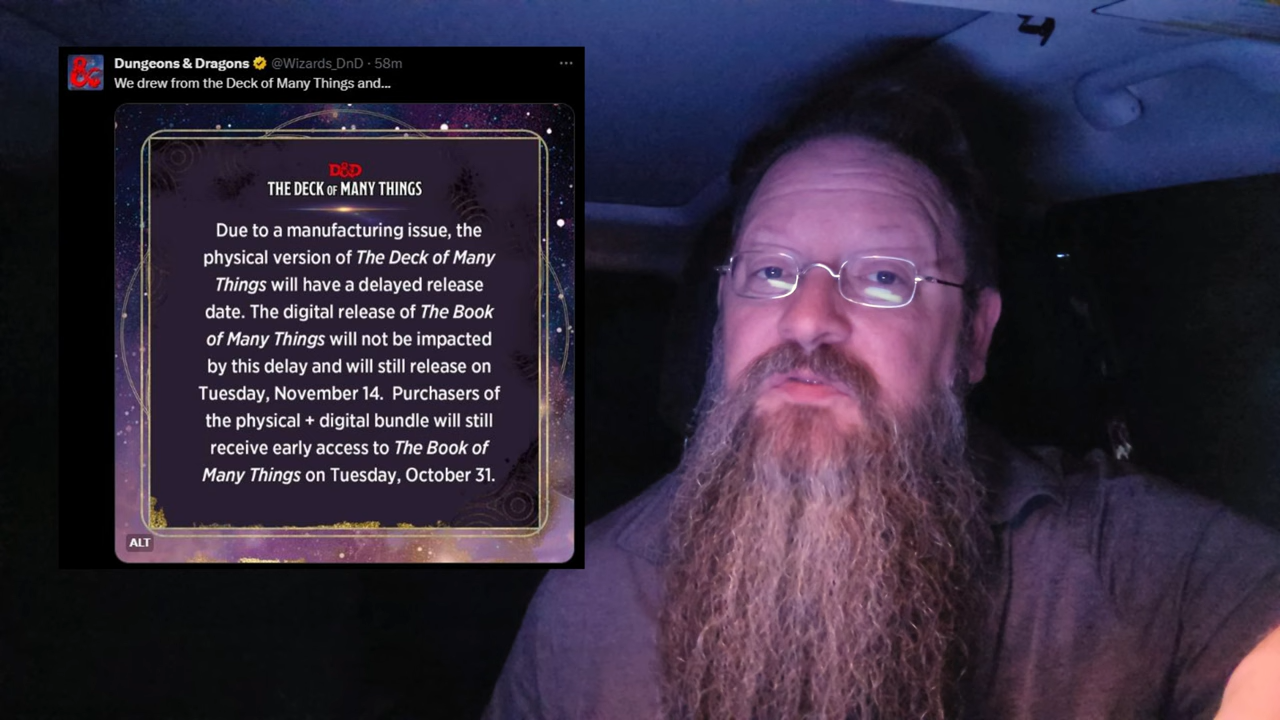 Dungeons & Dragons @Wizards_DnD · 58m
We drew from the Deck of Many Things and...
D&D
THE DECK OF MANY THINGS
Due to a manufacturing issue, the
physical version of The Deck of Many
Things will have a delayed release
date. The digital release of The Book
of Many Things will not be impacted
by this delay and will still release on
Tuesday, November 14.  Purchasers of
the physical + digital bundle will still
receive early access to The Book of
Many Things on Tuesday, October 31.
ALT